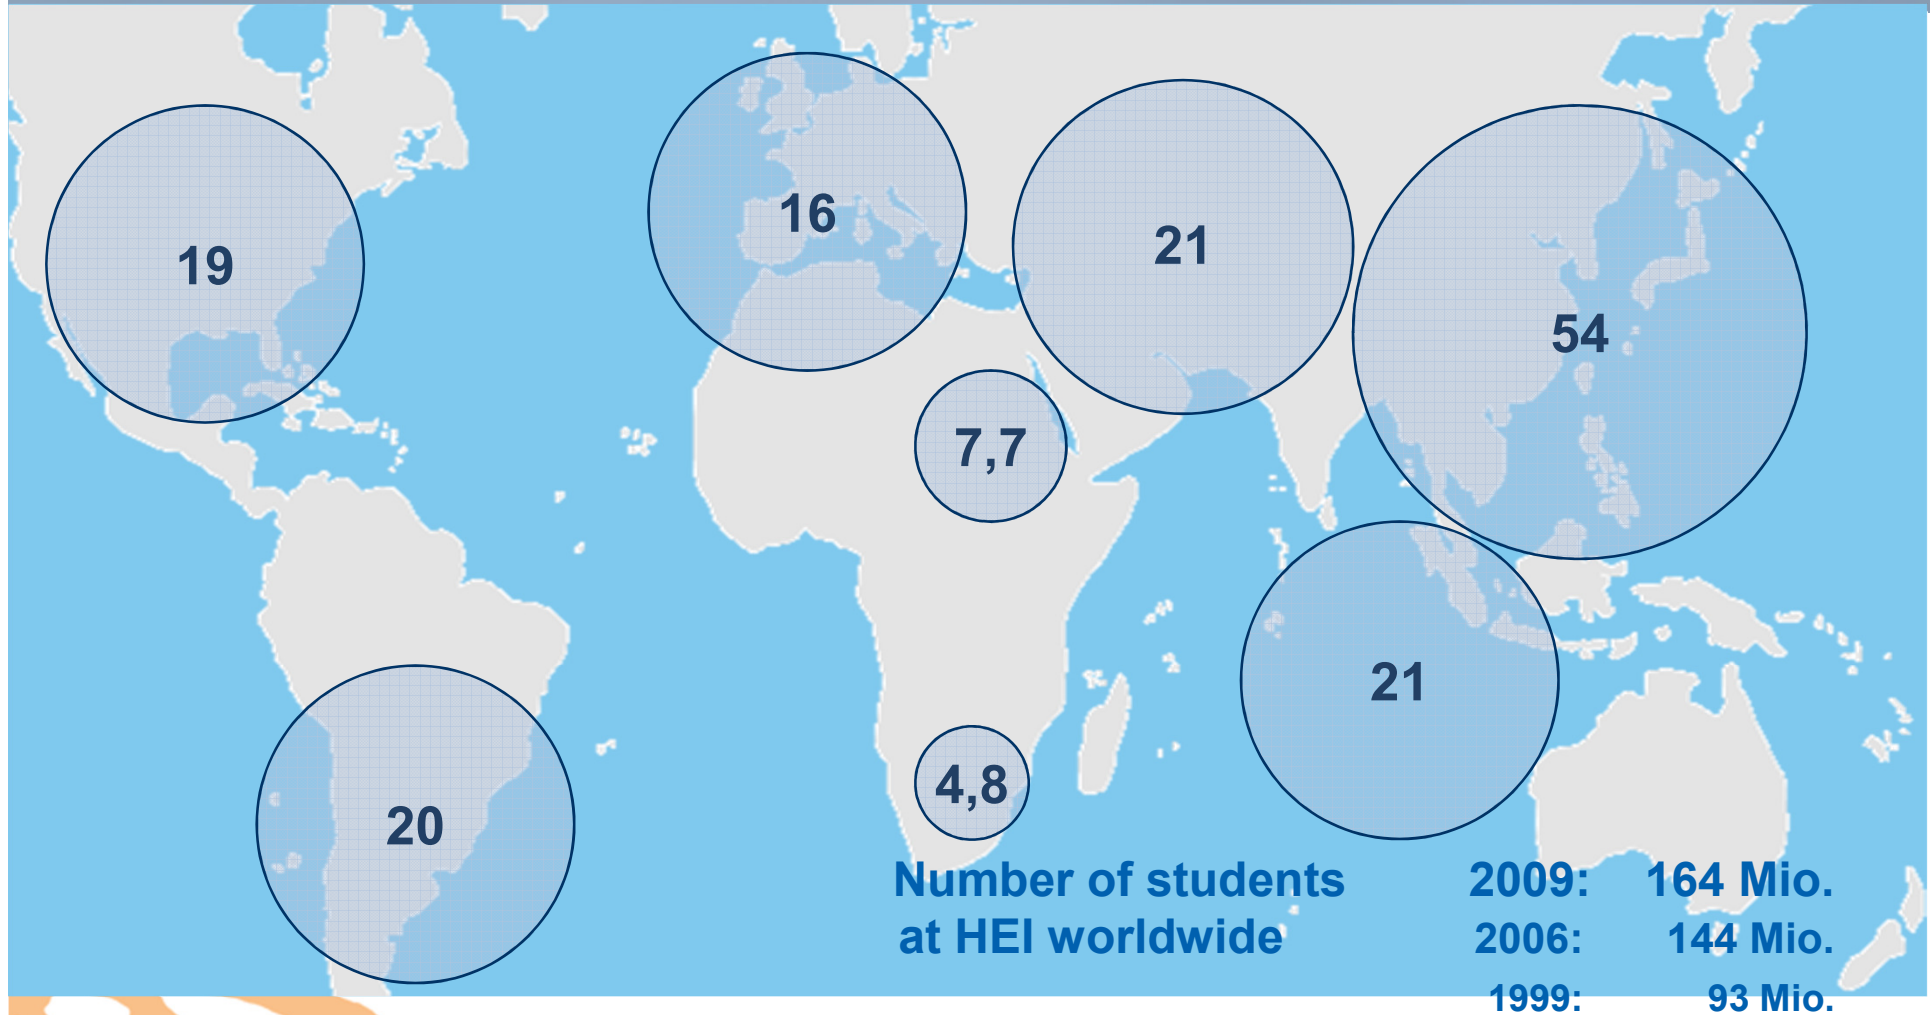 16
19
21
54
7,7
21
4,8
20
Number of students
at HEI worldwide
2009: 164 Mio.
2006: 144 Mio.
1999: 93 Mio.